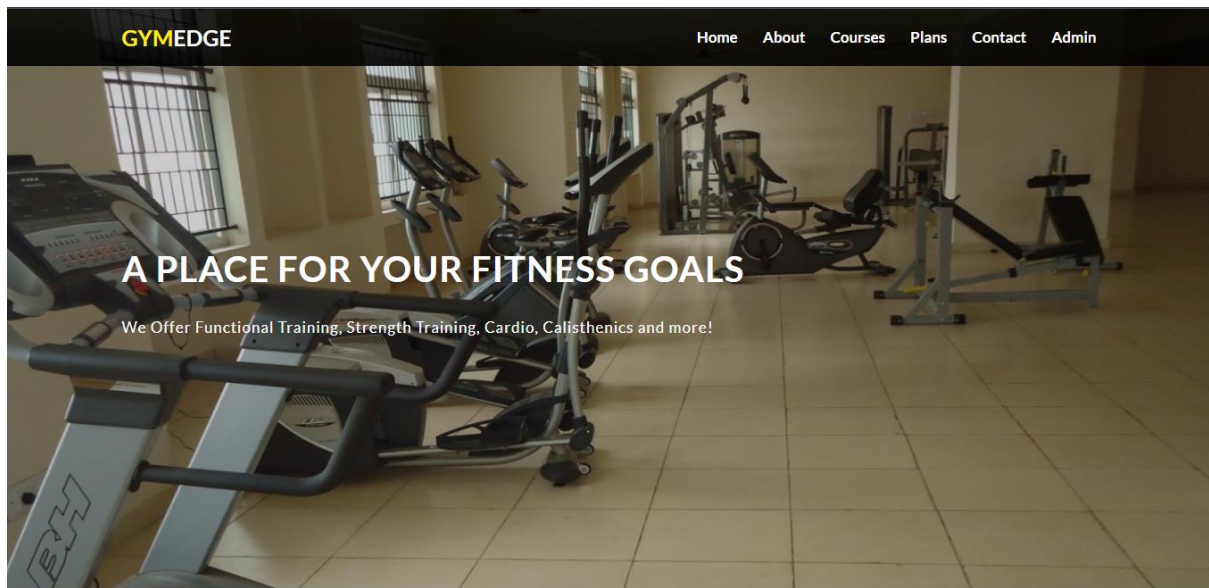 GYMEDGE
Home About Courses Plans Contact Admin
A PLACE FOR YOUR FITNESS GOALS
We Offer Functional Training, Strength Training, Cardio, Calisthenics and more!
BH